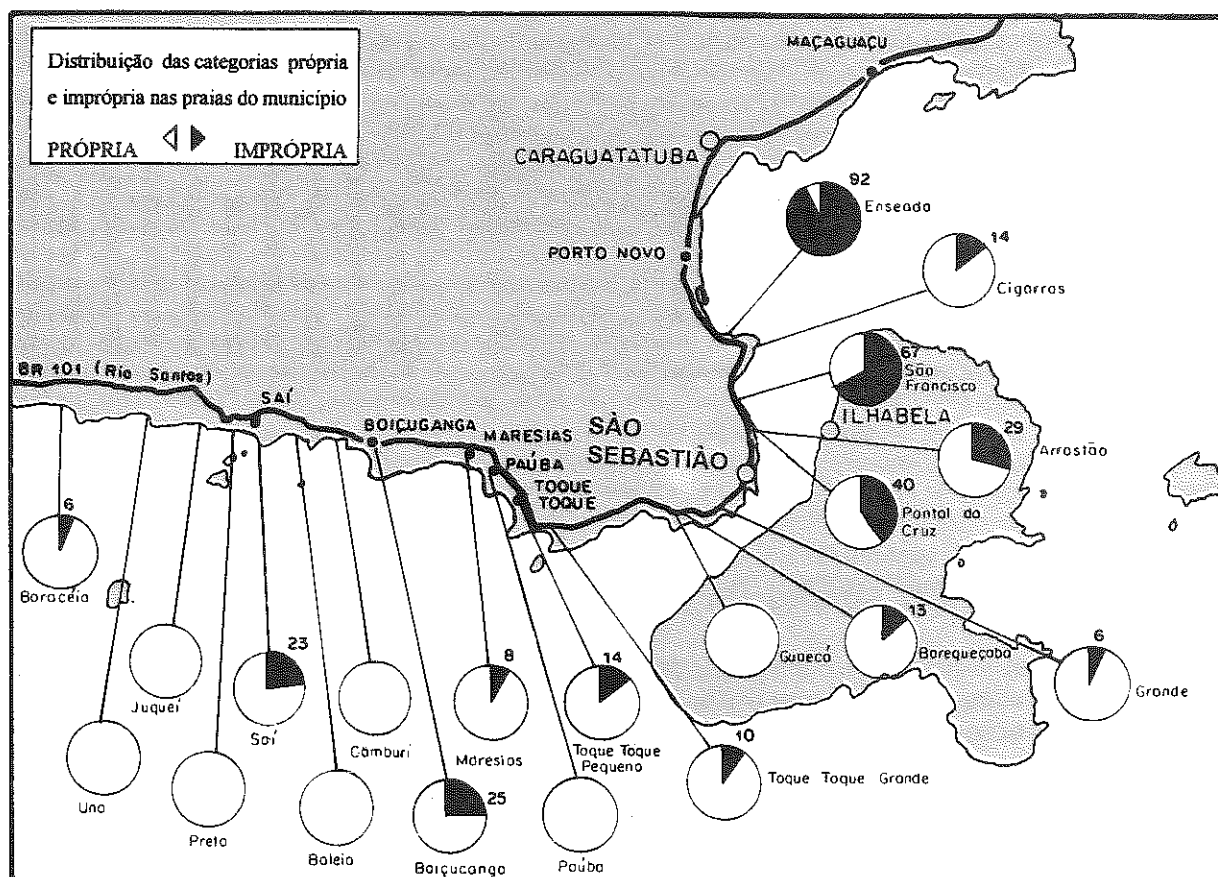 Distribuição das categorias própria
e imprópria nas praias do município
PRÓPRIA IMPRÓPRIA
MAÇAGUAÇU
CARAGUATATUBA
PORTO NOVO
92
Enseada
14
Cigarras
67
São
Francisco
ILHABELA
29
Arrastão
40
Pontal da
Cruz
BR 101 (Rio Santos)
SAÍ
BOIÇUGANGA
MARESIAS
PAÚBA
TOQUE
TOQUE
SÃO
SEBASTIÃO
6
Boracéia
Una
Juqueí
Preta
23
Saí
Baleia
Camburí
25
Boiçucanga
8
Maresias
Paúba
14
Toque Toque
Pequeno
10
Toque Toque Grande
Guaecá
13
Barequeçaba
6
Grande